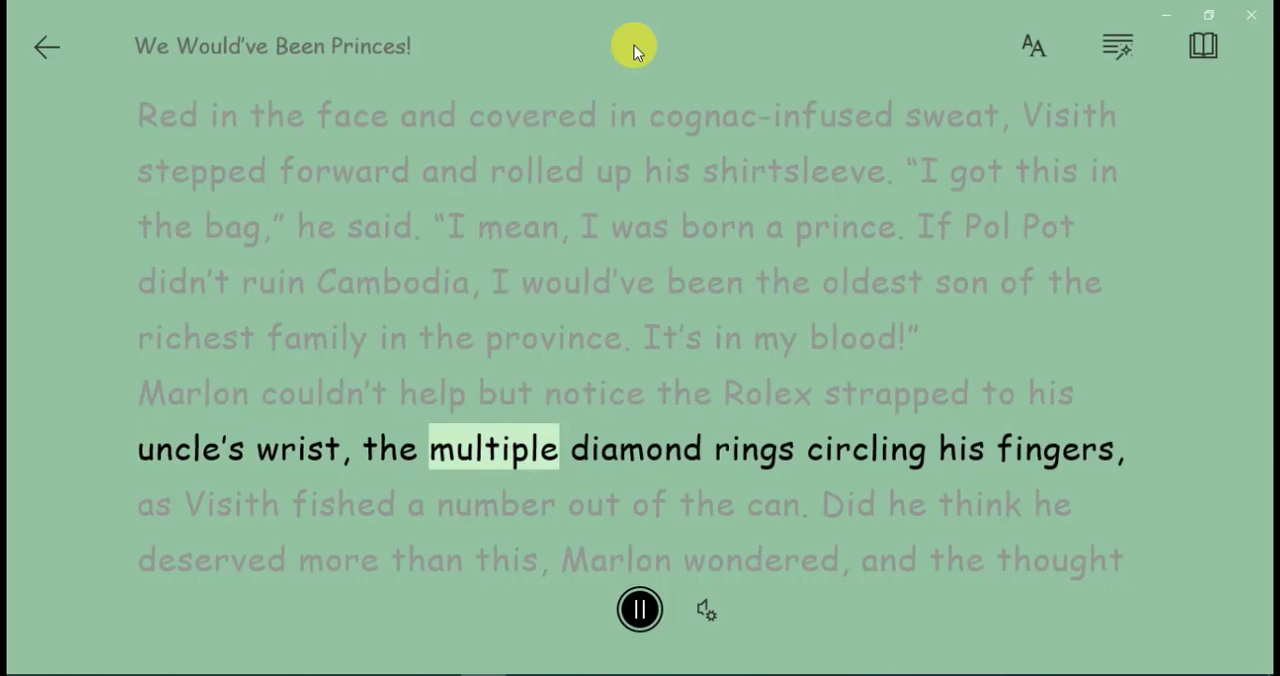 We Would've Been Princes!
AA
Red in the face and covered in cognac-infused sweat, Visith
stepped forward and rolled up his shirtsleeve. “I got this in
the bag,” he said. “I mean, I was born a prince. If Pol Pot
didn’t ruin Cambodia, I would’ve been the oldest son of the
richest family in the province. It’s in my blood!”
Marlon couldn’t help but notice the Rolex strapped to his
uncle’s wrist, the multiple diamond rings circling his fingers,
as Visith fished a number out of the can. Did he think he
deserved more than this, Marlon wondered, and the thought